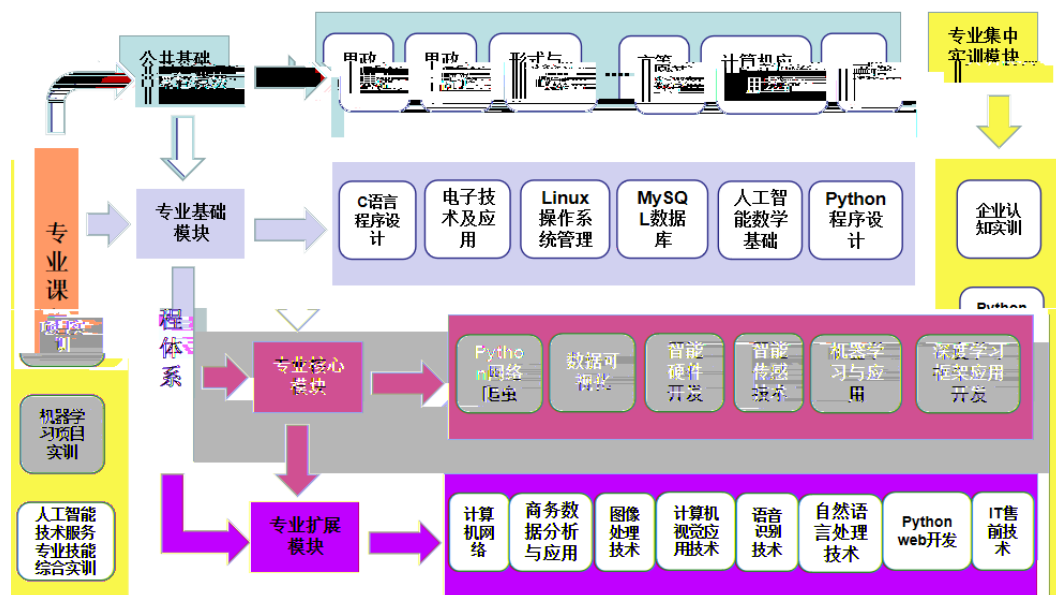 公共基础
思政
思政
形式与
计算机应
专业集中
实训模块
专业课
程体系
专业基础
模块
C语言
程序设
计
电子技
术及应
用
Linux
操作系
统管理
MySQ
L数据
库
人工智
能数学
基础
Python
程序设
计
企业认
知实训
Python
专业核心
模块
Pytho
n网络
爬虫
数据可
视化
智能
硬件
开发
智能
传感
技术
机器学
习与应
用
深度学习
框架应用
开发
机器学
习项目
实训
人工智能
技术服务
专业技能
综合实训
专业扩展
模块
计算
机网络
商务数
据分析
与应用
图像
处理
技术
计算机
视觉应
用技术
语音
识别
技术
自然语
言处理
技术
Python
web开发
IT售
前技
术